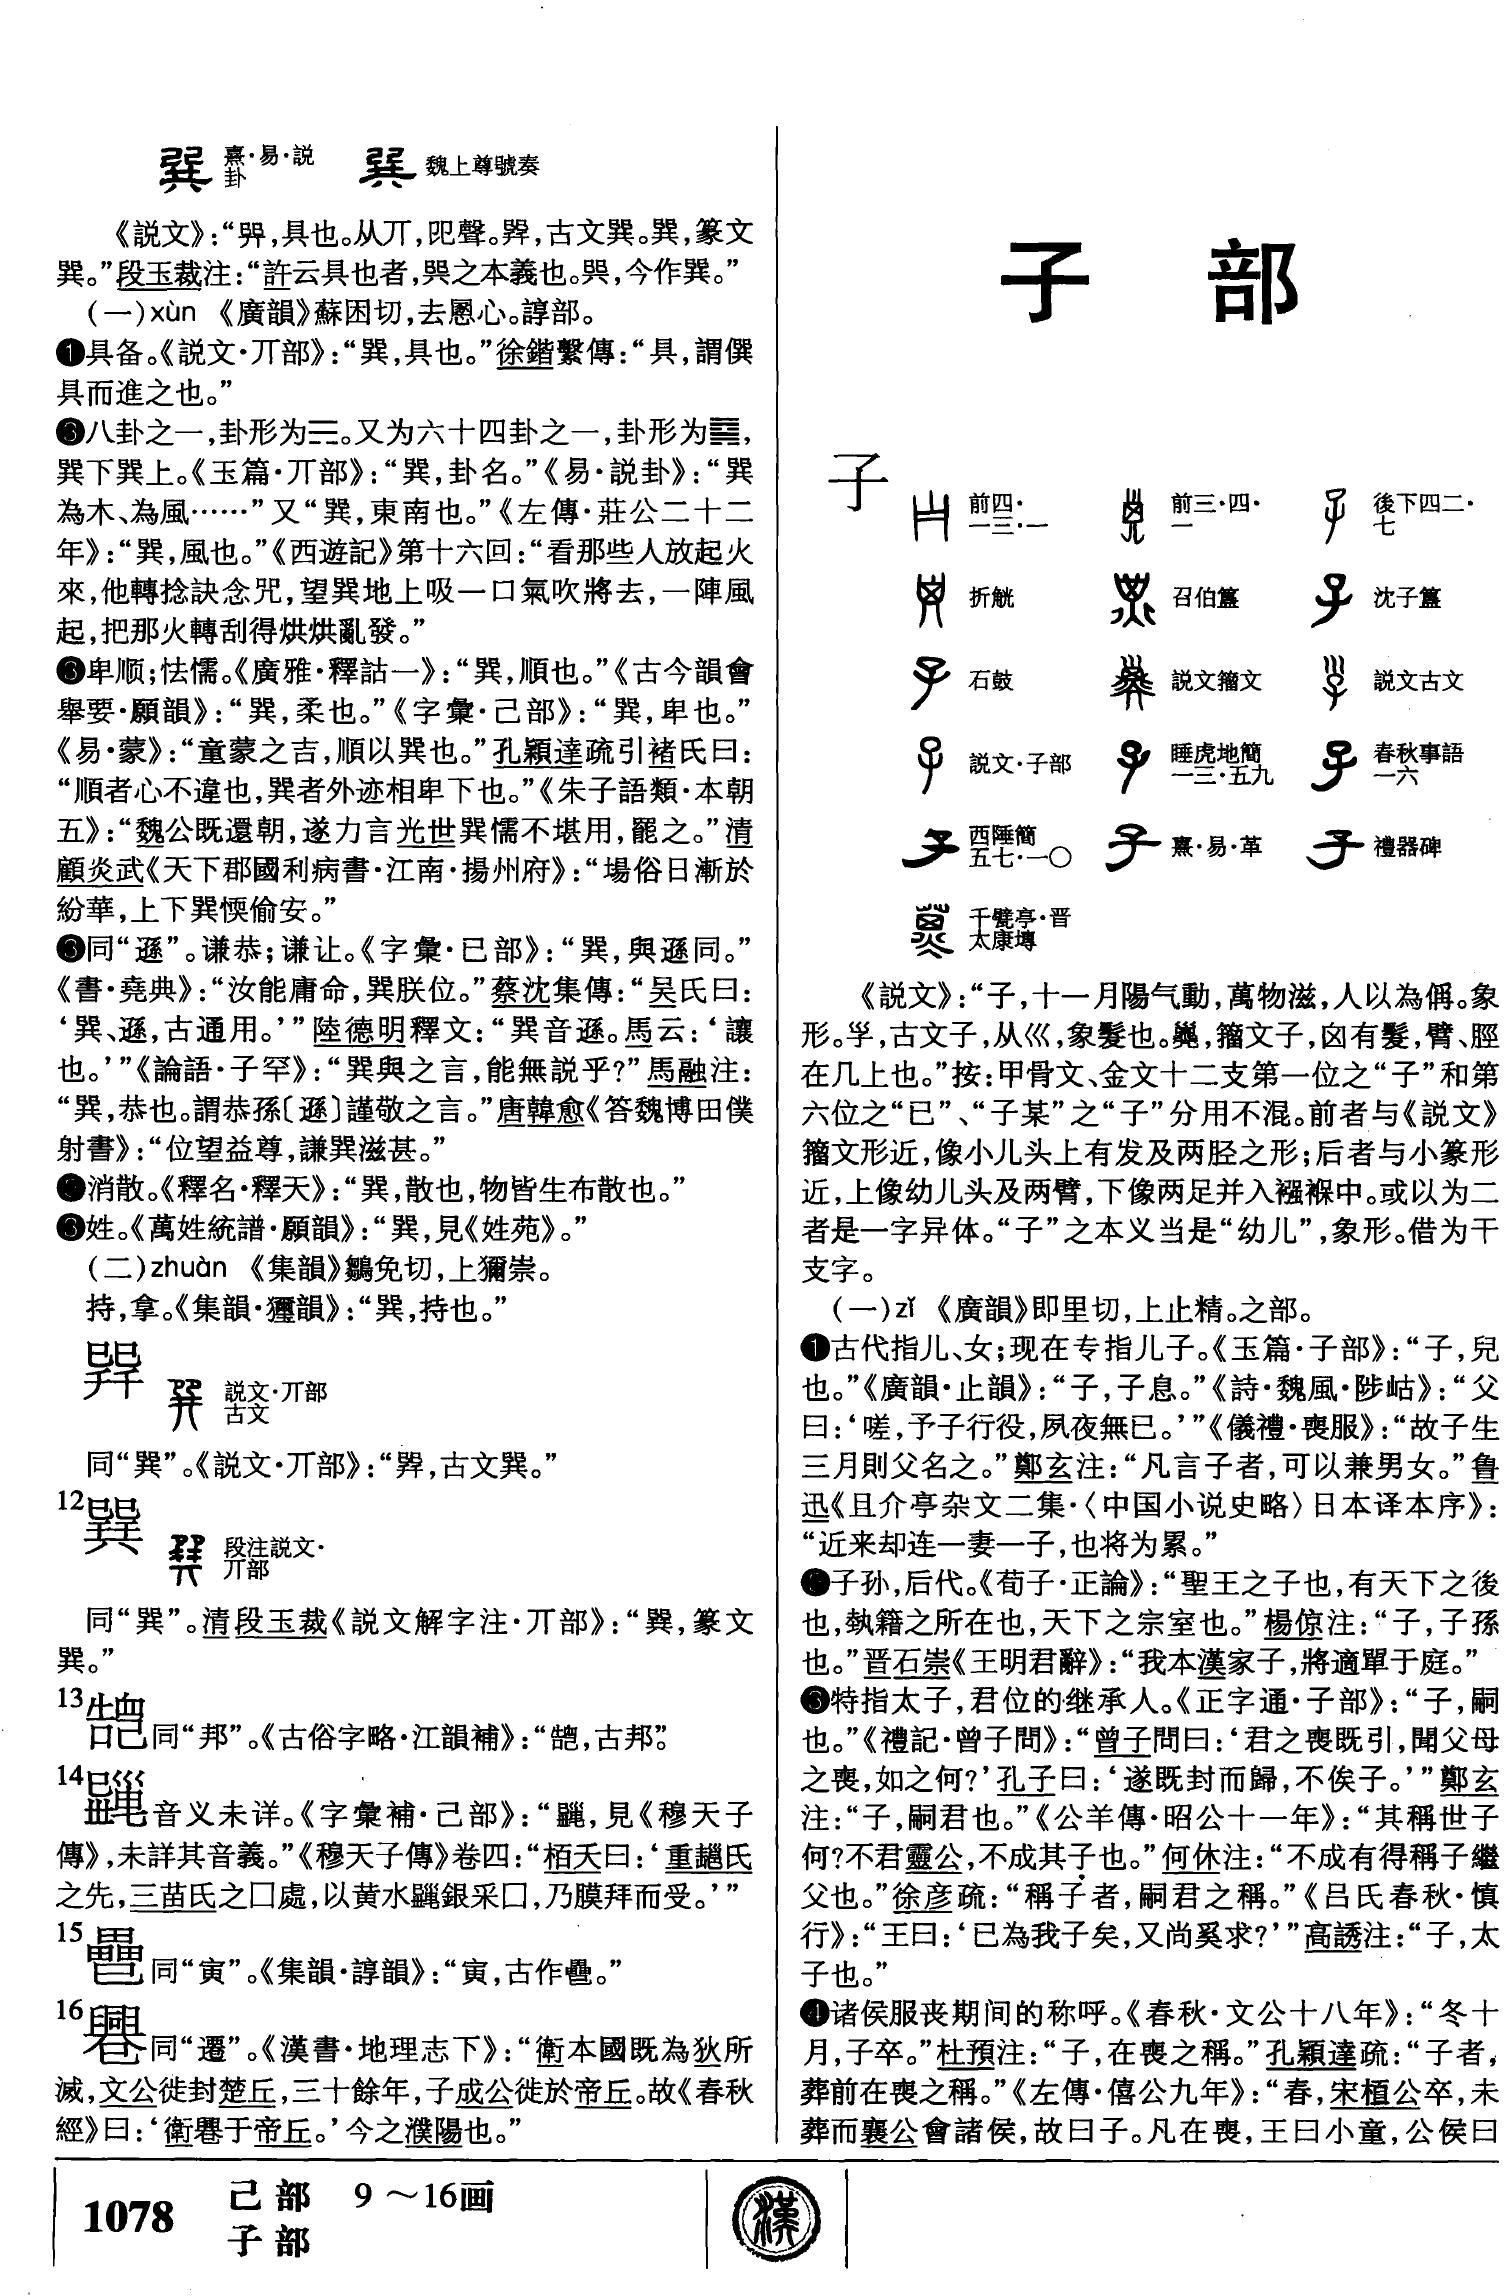 熹·易·説
卦
魏上尊號奏
《説文》:“巽,具也。从丌,㔾聲。𢁅,古文巽。巽,篆文
巽。”段玉裁注:“許云具也者,巺之本義也。巺,今作巽。”
(一)xùn 《廣韻》蘇困切,去慁心。諄部。
❶具备。《説文·丌部》:“巽,具也。”徐鍇繫傳:“具,謂僎
具而進之也。”
八卦之一,卦形为☴。又为六十四卦之一,卦形为䷸,
巽下巽上。《玉篇·丌部》:“巽,卦名。”《易·説卦》:“巽
為木、為風……”又“巽,東南也。”《左傳·莊公二十二
年》:“巽,風也。”《西遊記》第十六回:“看那些人放起火
來,他轉捻訣念咒,望巽地上吸一口氣吹將去,一陣風
起,把那火轉刮得烘烘亂發。”
卑顺;怯懦。《廣雅·釋詁一》:“巽,順也。”《古今韻會
舉要·願韻》:“巽,柔也。”《字彙·己部》:“巽,卑也。”
《易·蒙》:“童蒙之吉,順以巽也。”孔穎達疏引褚氏曰:
“順者心不違也,巽者外迹相卑下也。”《朱子語類·本朝
五》:“魏公既還朝,遂力言光世巽懦不堪用,罷之。”清
顧炎武《天下郡國利病書·江南·揚州府》:“場俗日漸於
紛華,上下巽愞偷安。”
同“遜”。谦恭;谦让。《字彙·已部》:“巽,與遜同。”
《書·堯典》:“汝能庸命,巽朕位。”蔡沈集傳:“吴氏曰:
‘巽、遜,古通用。’”陸德明釋文:“巽音遜。馬云:‘讓
也。’”《論語·子罕》:“巽與之言,能無説乎?”馬融注:
“巽,恭也。謂恭孫〔遜〕謹敬之言。”唐韓愈《答魏博田僕
射書》:“位望益尊,謙巽滋甚。”
消散。《釋名·釋天》:“巽,散也,物皆生布散也。”
姓。《萬姓統譜·願韻》:“巽,見《姓苑》。”
(二)zhuàn 《集韻》鶵免切,上獮崇。
持,拿。《集韻·玃韻》:“巽,持也。”
説文·丌部
古文
同“巽”。《説文·丌部》:“𢁅,古文巽。”
12
段注説文·
丌部
同“巽”。清段玉裁《説文解字注·丌部》:“巽,篆文
巽。”
13
同“邦”。《古俗字略·江韻補》:“,古邦”。
14
音义未详。《字彙補·己部》:“,見《穆天子
傳》,未詳其音義。”《穆天子傳》卷四:“栢夭曰:‘重䣝氏
之先,三苗氏之囗處,以黄水銀采囗,乃膜拜而受。’”
15
同“寅”。《集韻·諄韻》:“寅,古作。”
16
同“遷”。《漢書·地理志下》:“衛本國既為狄所
滅,文公徙封楚丘,三十餘年,子成公徙於帝丘。故《春秋
經》曰:‘衛䙴于帝丘。’今之濮陽也。”
子 部
子
前四·
一三·一
前三·四·
一
後下四二·
七
折觥
召伯簋
沈子簋
石鼓
説文籀文
説文古文
説文·子部
睡虎地簡
一三·五九
春秋事語
一六
西陲簡
五七·一〇
熹·易·革
禮器碑
千甓亭·晋
太康塼
《説文》:“子,十一月陽气動,萬物滋,人以為偁。象
形。㜽,古文子,从巛,象髮也。,籀文子,囟有髮,臂、脛
在几上也。”按:甲骨文、金文十二支第一位之“子”和第
六位之“巳”、“子某”之“子”分用不混。前者与《説文》
籀文形近,像小儿头上有发及两胫之形;后者与小篆形
近,上像幼儿头及两臂,下像两足并入襁褓中。或以为二
者是一字异体。“子”之本义当是“幼儿”,象形。借为干
支字。
(一)zǐ 《廣韻》即里切,上止精。之部。
❶古代指儿、女;现在专指儿子。《玉篇·子部》:“子,兒
也。”《廣韻·止韻》:“子,子息。”《詩·魏風·陟岵》:“父
曰:‘嗟,予子行役,夙夜無已。’”《儀禮·喪服》:“故子生
三月則父名之。”鄭玄注:“凡言子者,可以兼男女。”鲁
迅《且介亭杂文二集·〈中国小说史略〉日本译本序》:
“近来却连一妻一子,也将为累。”
子孙,后代。《荀子·正論》:“聖王之子也,有天下之後
也,埶籍之所在也,天下之宗室也。”楊倞注:“子,子孫
也。”晋石崇《王明君辭》:“我本漢家子,將適單于庭。”
❸特指太子,君位的继承人。《正字通·子部》:“子,嗣
也。”《禮記·曾子問》:“曾子問曰:‘君之喪既引,聞父母
之喪,如之何?’孔子曰:‘遂既封而歸,不俟子。’”鄭玄
注:“子,嗣君也。”《公羊傳·昭公十一年》:“其稱世子
何?不君靈公,不成其子也。”何休注:“不成有得稱子繼
父也。”徐彦疏:“稱子者,嗣君之稱。”《吕氏春秋·慎
行》:“王曰:‘已為我子矣,又尚奚求?’”高誘注:“子,太
子也。”
❹诸侯服丧期间的称呼。《春秋·文公十八年》:“冬十
月,子卒。”杜預注:“子,在喪之稱。”孔穎達疏:“子者,
葬前在喪之稱。”《左傳·僖公九年》:“春,宋桓公卒,未
葬而襄公會諸侯,故曰子。凡在喪,王曰小童,公侯曰
1078
己部 9～16画
子部
漢